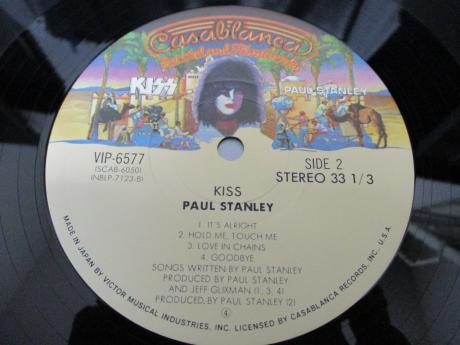 Casablanca
Record and FilmWorks
KISS
PAUL STANLEY
VIP-6577
(SCAB-6050)
(NBLP-7123-B)
SIDE 2
STEREO 33 1/3
KISS
PAUL STANLEY
1. IT'S ALRIGHT
2. HOLD ME, TOUCH ME
3. LOVE IN CHAINS
4. GOODBYE
SONGS WRITTEN BY PAUL STANLEY
PRODUCED BY PAUL STANLEY
AND JEFF GLIXMAN (1, 3, 4)
PRODUCED, BY PAUL STANLEY (2)
4
MADE IN JAPAN BY VICTOR MUSICAL INDUSTRIES, INC. LICENSED BY CASABLANCA RECORDS, INC., U.S.A.